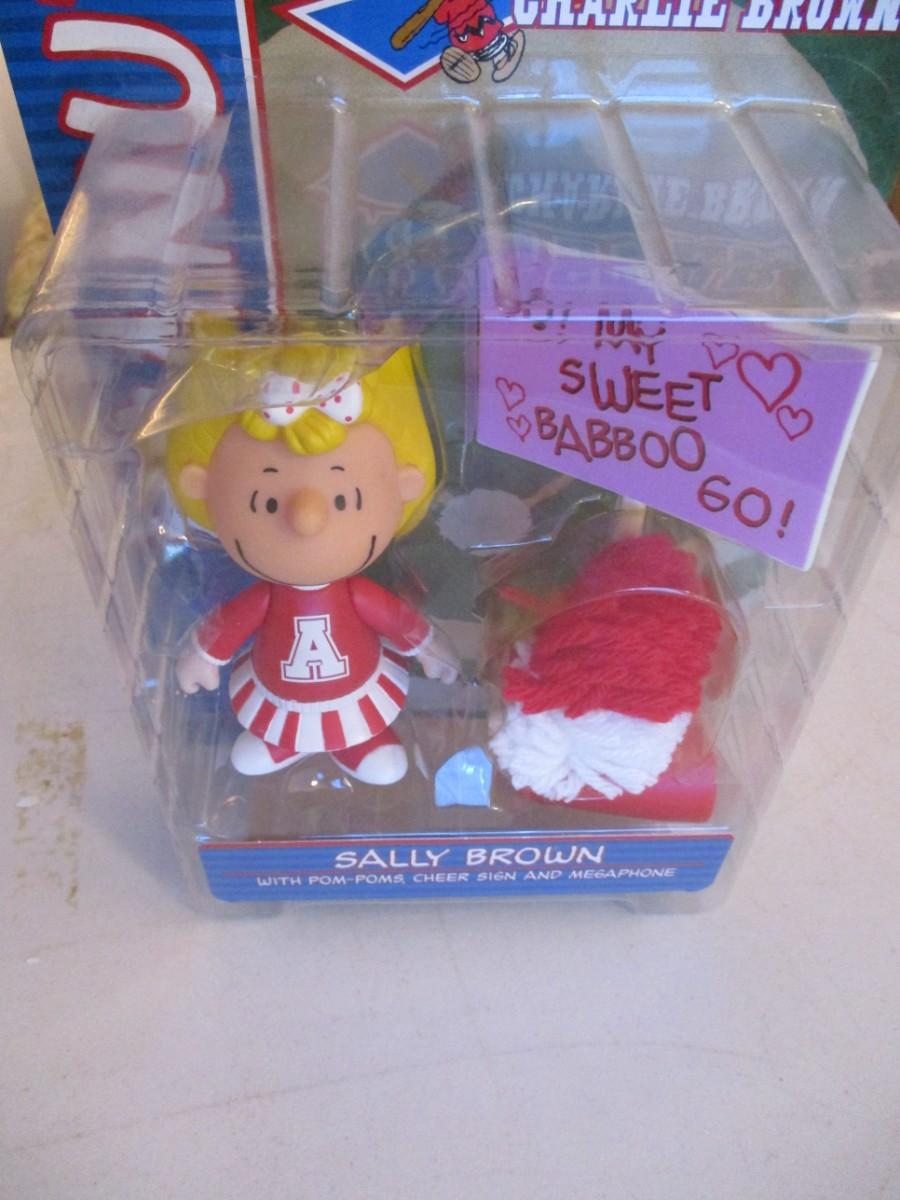 CHARLIE BROWN
MY
SWEET
BABBOO
GO!
A
SALLY BROWN
WITH POM-POMS, CHEER SIGN AND MEGAPHONE